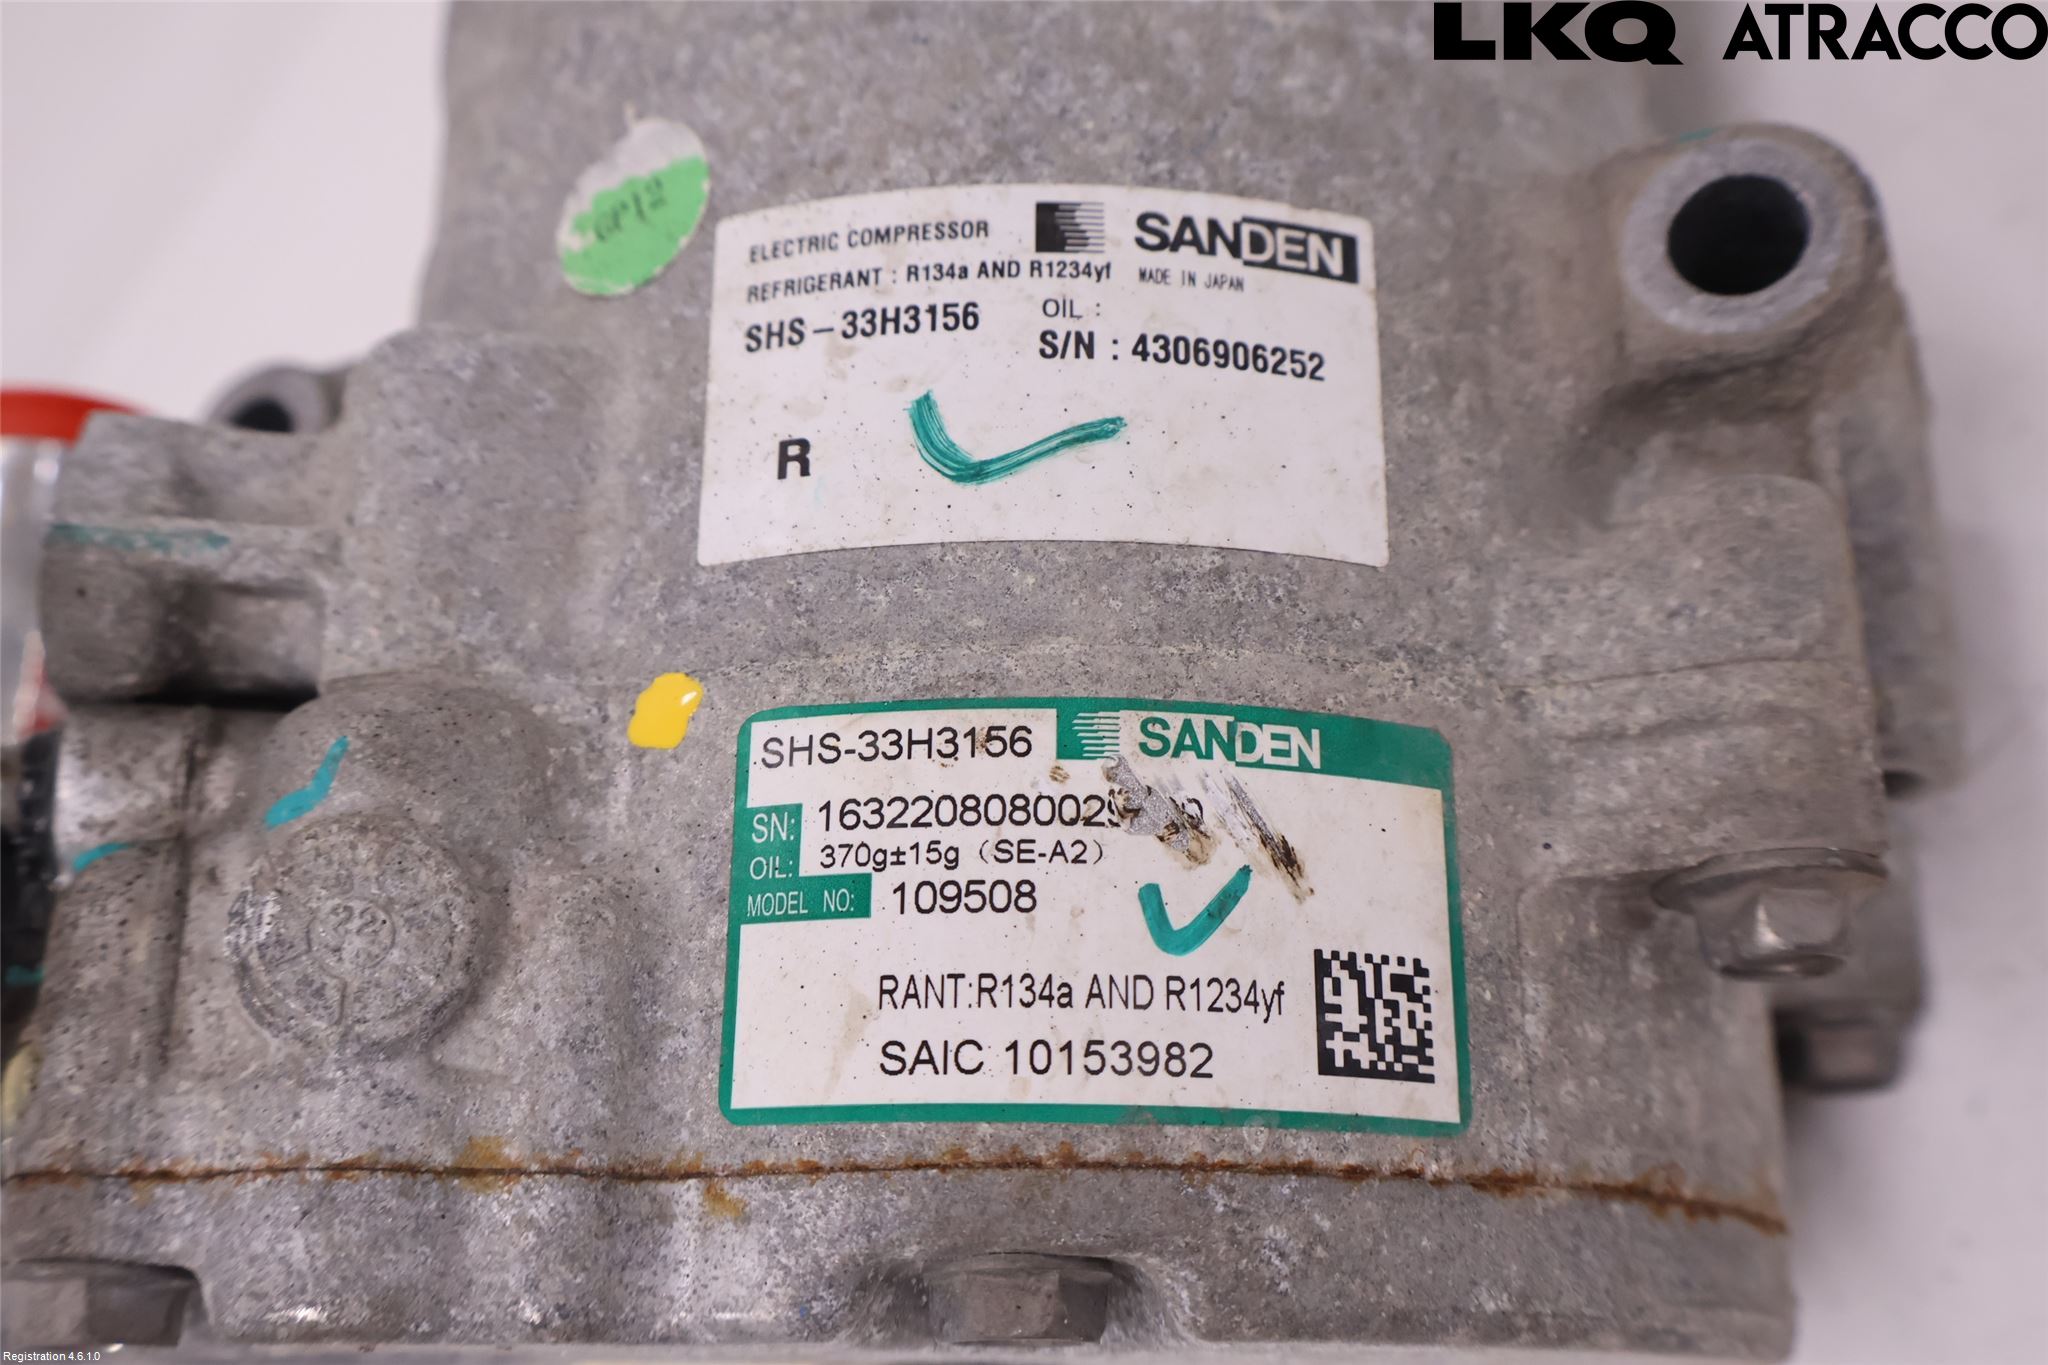 LKQ ATRACCO
ELECTRIC COMPRESSOR
SANDEN
REFRIGERANT : R134a AND R1234yf
MADE IN JAPAN
SHS-33H3156
OIL :
S/N : 4306906252
R
SHS-33H3156
SANDEN
SN:
OIL: 370g±15g (SE-A2)
MODEL NO: 109508
RANT:R134a AND R1234yf
SAIC 10153982
22
Registration 4.6.1.0